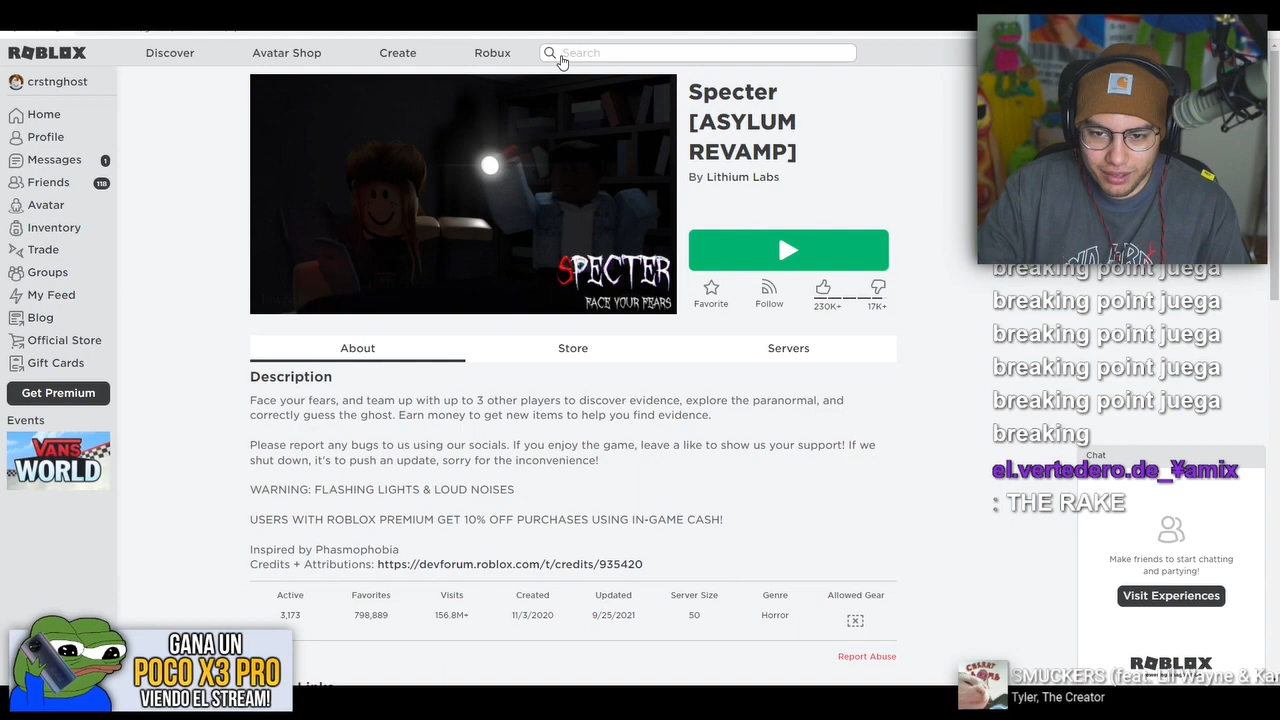 ROBLOX
Discover
Avatar Shop
Create
Robux
Search
crstnghost
Home
Profile
Messages
1
Friends
118
Avatar
Inventory
Trade
Groups
My Feed
Blog
Official Store
Gift Cards
Get Premium
Events
VANS
WORLD
SPECTER
FACE YOUR FEARS
Specter
[ASYLUM
REVAMP]
By Lithium Labs
Favorite
Follow
230K+
17K+
About
Store
Servers
Description
Face your fears, and team up with up to 3 other players to discover evidence, explore the paranormal, and
correctly guess the ghost. Earn money to get new items to help you find evidence.
Please report any bugs to us using our socials. If you enjoy the game, leave a like to show us your support! If we
shut down, it's to push an update, sorry for the inconvenience!
WARNING: FLASHING LIGHTS & LOUD NOISES
USERS WITH ROBLOX PREMIUM GET 10% OFF PURCHASES USING IN-GAME CASH!
Inspired by Phasmophobia
Credits + Attributions: https://devforum.roblox.com/t/credits/935420
Active
Favorites
Visits
Created
Updated
Server Size
Genre
Allowed Gear
3,173
798,889
156.8M+
11/3/2020
9/25/2021
50
Horror
Report Abuse
breaking point juega
breaking point juega
breaking point juega
breaking point juega
breaking point juega
breaking
el.vertedero.de_¥amix
: THE RAKE
Chat
Make friends to start chatting
and partying!
Visit Experiences
ROBLOX
GANA UN
POCO X3 PRO
VIENDO EL STREAM!
SMUCKERS (feat. Lil Wayne & Kan
Tyler, The Creator